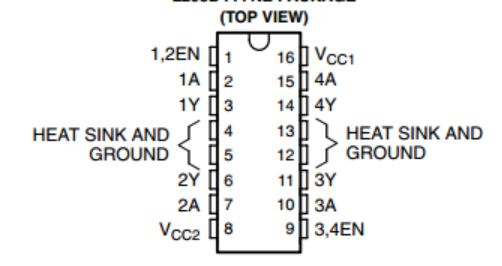 (TOP VIEW)
1,2EN 1 16 VCC1
1A 2 15 4A
1Y 3 14 4Y
HEAT SINK AND 4 13 HEAT SINK AND
GROUND 5 12 GROUND
2Y 6 11 3Y
2A 7 10 3A
VCC2 8 9 3,4EN